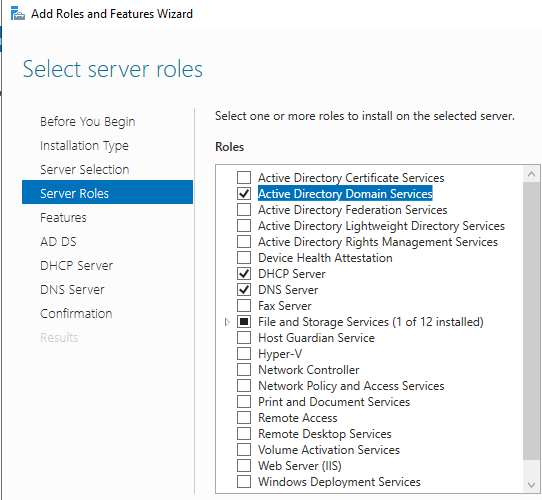 Add Roles and Features Wizard
Select server roles
Before You Begin
Installation Type
Server Selection
Server Roles
Features
AD DS
DHCP Server
DNS Server
Confirmation
Results
Select one or more roles to install on the selected server.
Roles
Active Directory Certificate Services
Active Directory Domain Services
Active Directory Federation Services
Active Directory Lightweight Directory Services
Active Directory Rights Management Services
Device Health Attestation
DHCP Server
DNS Server
Fax Server
File and Storage Services (1 of 12 installed)
Host Guardian Service
Hyper-V
Network Controller
Network Policy and Access Services
Print and Document Services
Remote Access
Remote Desktop Services
Volume Activation Services
Web Server (IIS)
Windows Deployment Services